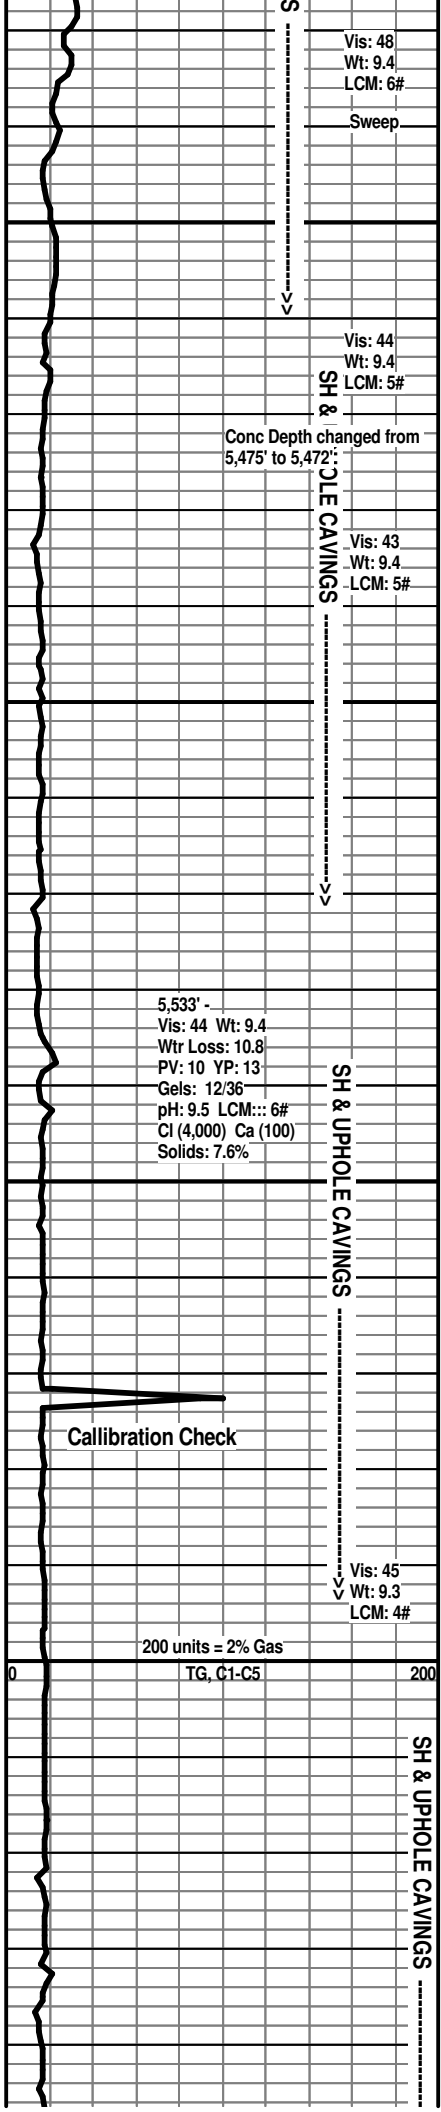 S
Vis: 48
Wt: 9.4
LCM: 6#
Sweep
Vis: 44
Wt: 9.4
LCM: 5#
Conc Depth changed from
5,475' to 5,472'
SH & UPHOLE CAVINGS
Vis: 43
Wt: 9.4
LCM: 5#
5,533' -
Vis: 44 Wt: 9.4
Wtr Loss: 10.8
PV: 10 YP: 13
Gels: 12/36
pH: 9.5 LCM::: 6#
Cl (4,000) Ca (100)
Solids: 7.6%
SH & UPHOLE CAVINGS
Callibration Check
Vis: 45
Wt: 9.3
LCM: 4#
200 units = 2% Gas
0 TG, C1-C5 200
SH & UPHOLE CAVINGS